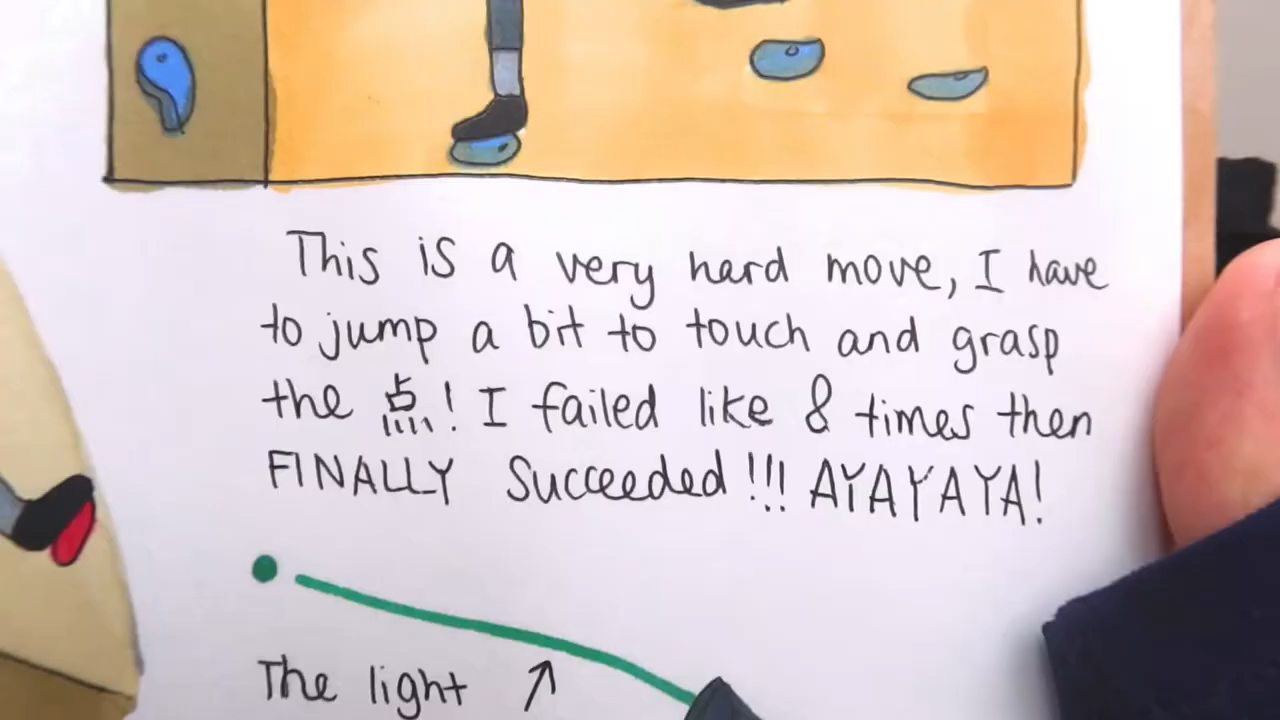 This is a very hard move, I have
to jump a bit to touch and grasp
the 点! I failed like 8 times then
FINALLY Succeeded!!! AYAYAYA!
The light ↗